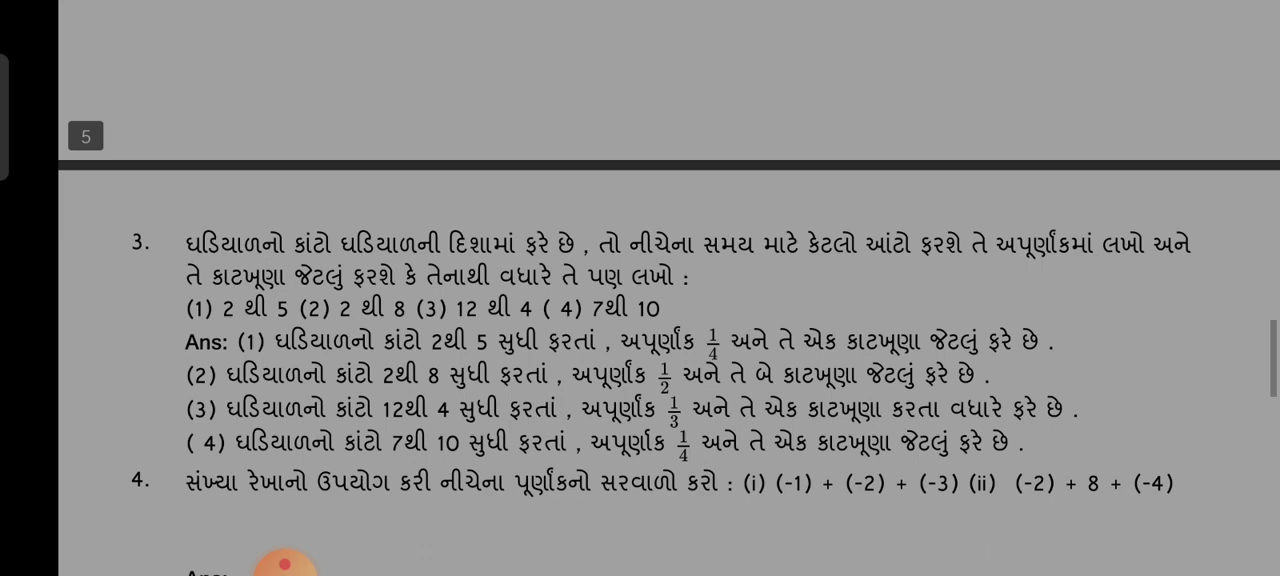 5
3. ઘડિયાળનો કાંટો ઘડિયાળની દિશામાં ફરે છે , તો નીચેના સમય માટે કેટલો આંટો ફરશે તે અપૂર્ણાંકમાં લખો અને
તે કાટખૂણા જેટલું ફરશે કે તેનાથી વધારે તે પણ લખો :
(1) 2 થી 5 (2) 2 થી 8 (3) 12 થી 4 ( 4) 7થી 10
Ans: (1) ઘડિયાળનો કાંટો 2થી 5 સુધી ફરતાં , અપૂર્ણાંક 1/4 અને તે એક કાટખૂણા જેટલું ફરે છે .
(2) ઘડિયાળનો કાંટો 2થી 8 સુધી ફરતાં , અપૂર્ણાંક 1/2 અને તે બે કાટખૂણા જેટલું ફરે છે .
(3) ઘડિયાળનો કાંટો 12થી 4 સુધી ફરતાં , અપૂર્ણાંક 1/3 અને તે એક કાટખૂણા કરતા વધારે ફરે છે .
( 4) ઘડિયાળનો કાંટો 7થી 10 સુધી ફરતાં , અપૂર્ણાક 1/4 અને તે એક કાટખૂણા જેટલું ફરે છે .
4. સંખ્યા રેખાનો ઉપયોગ કરી નીચેના પૂર્ણાંકનો સરવાળો કરો : (i) (-1) + (-2) + (-3) (ii) (-2) + 8 + (-4)